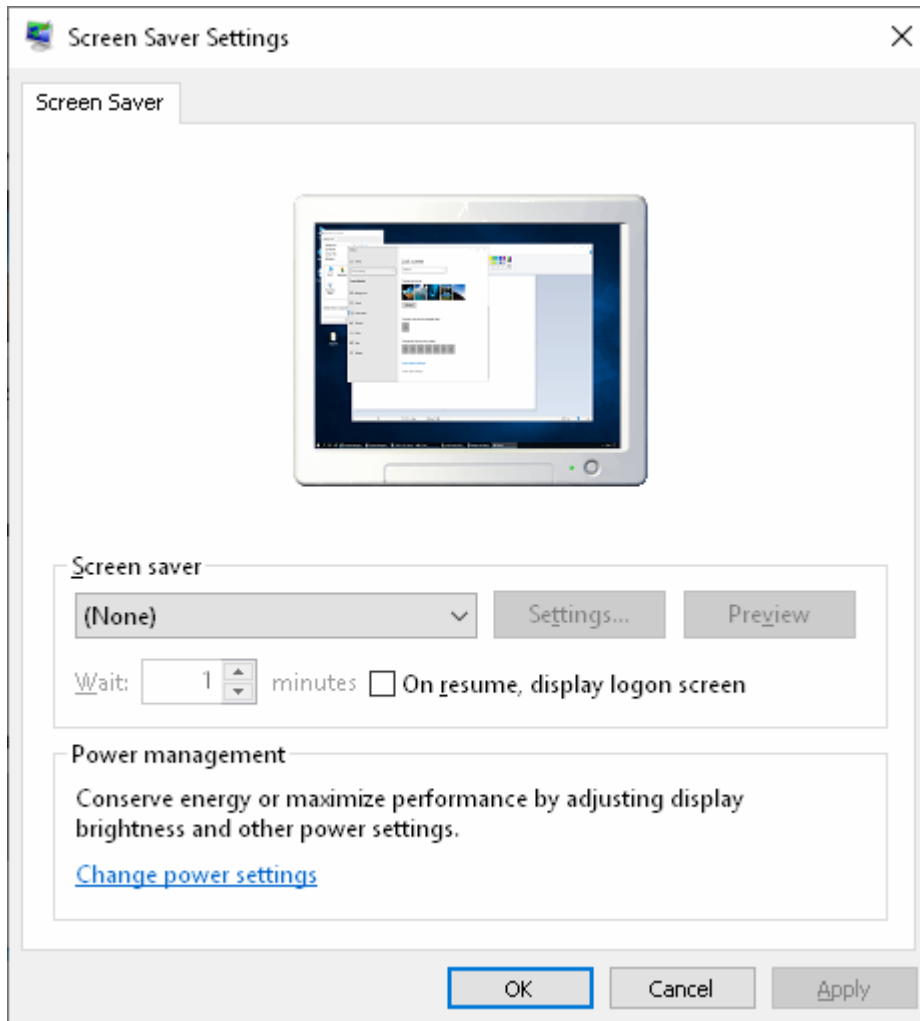 Screen Saver Settings
Screen Saver
Screen saver
(None)
Settings...
Preview
Wait: 1 minutes On resume, display logon screen
Power management
Conserve energy or maximize performance by adjusting display
brightness and other power settings.
Change power settings
OK Cancel Apply